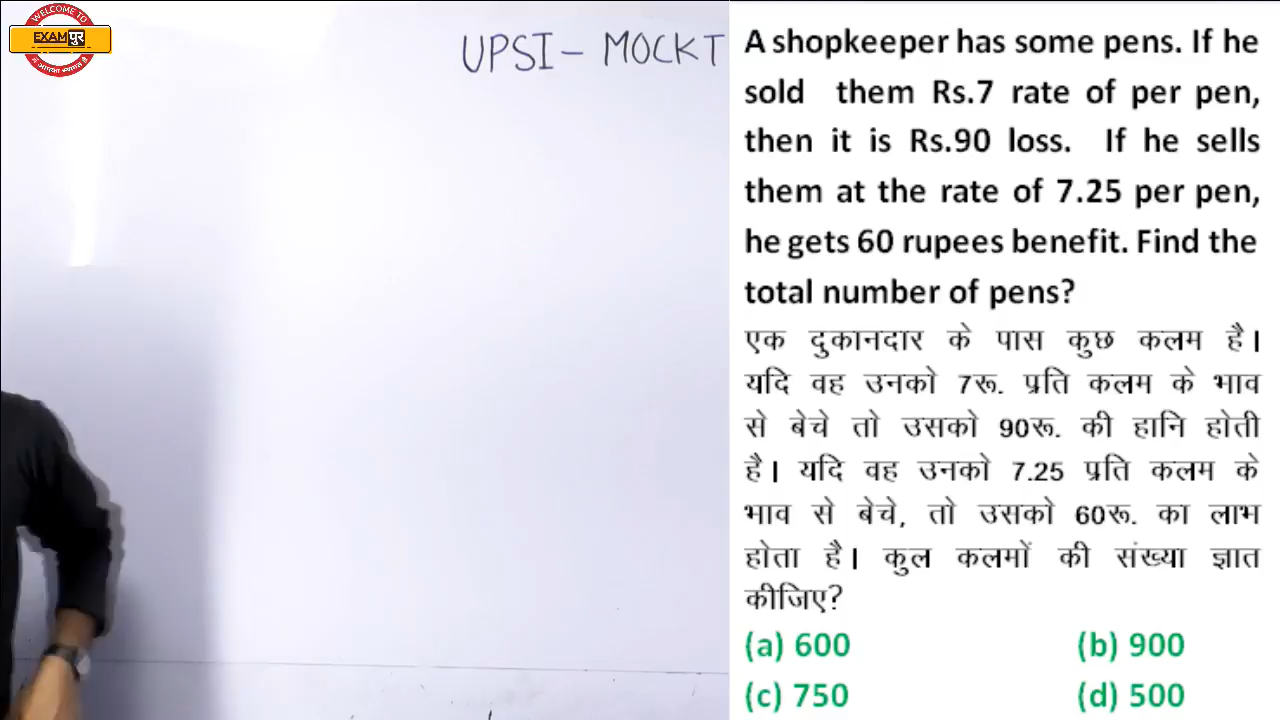 WELCOME TO
EXAMपुर
UPSI – MOCKT
A shopkeeper has some pens. If he
sold them Rs.7 rate of per pen,
then it is Rs.90 loss. If he sells
them at the rate of 7.25 per pen,
he gets 60 rupees benefit. Find the
total number of pens?
एक दुकानदार के पास कुछ कलम है।
यदि वह उनको 7रू. प्रति कलम के भाव
से बेचे तो उसको 90रू. की हानि होती
है। यदि वह उनको 7.25 प्रति कलम के
भाव से बेचे, तो उसको 60रू. का लाभ
होता है। कुल कलमों की संख्या ज्ञात
कीजिए?
(a) 600 (b) 900
(c) 750 (d) 500